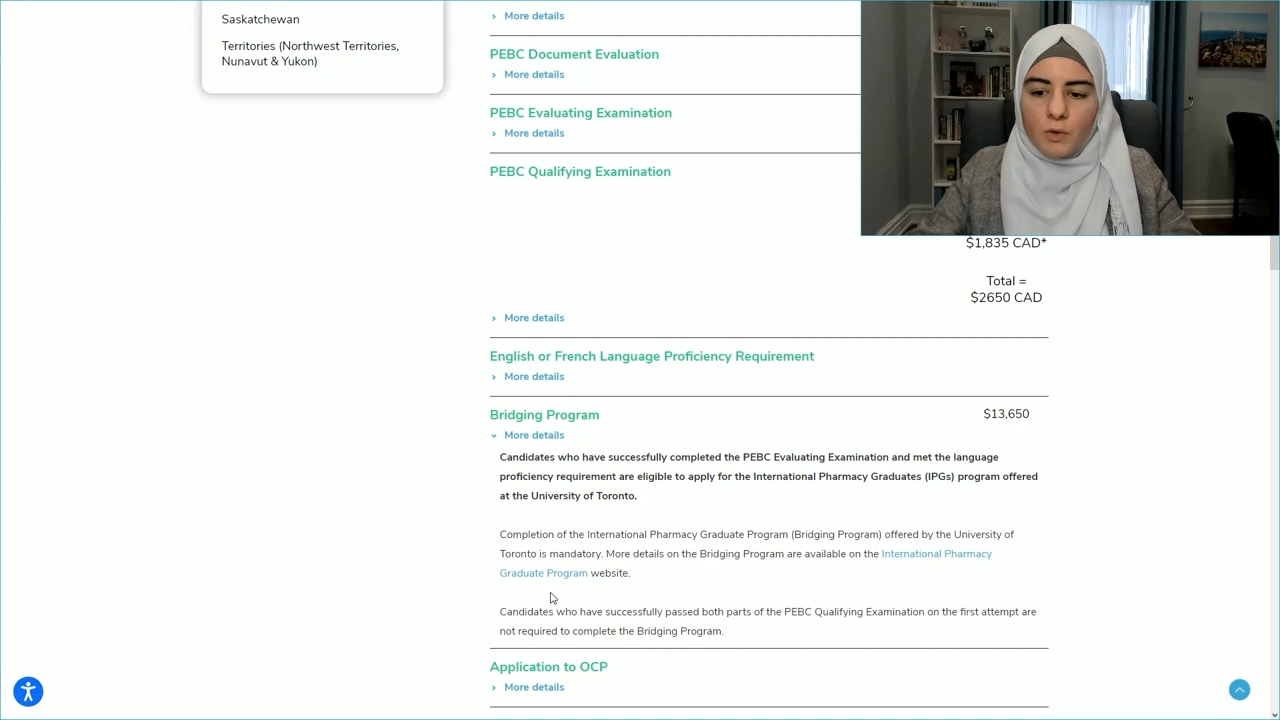 Saskatchewan
Territories (Northwest Territories,
Nunavut & Yukon)
More details
PEBC Document Evaluation
More details
PEBC Evaluating Examination
More details
PEBC Qualifying Examination
$1,835 CAD*
Total =
$2650 CAD
More details
English or French Language Proficiency Requirement
More details
Bridging Program $13,650
More details
Candidates who have successfully completed the PEBC Evaluating Examination and met the language
proficiency requirement are eligible to apply for the International Pharmacy Graduates (IPGs) program offered
at the University of Toronto.
Completion of the International Pharmacy Graduate Program (Bridging Program) offered by the University of
Toronto is mandatory. More details on the Bridging Program are available on the International Pharmacy
Graduate Program website.
Candidates who have successfully passed both parts of the PEBC Qualifying Examination on the first attempt are
not required to complete the Bridging Program.
Application to OCP
More details